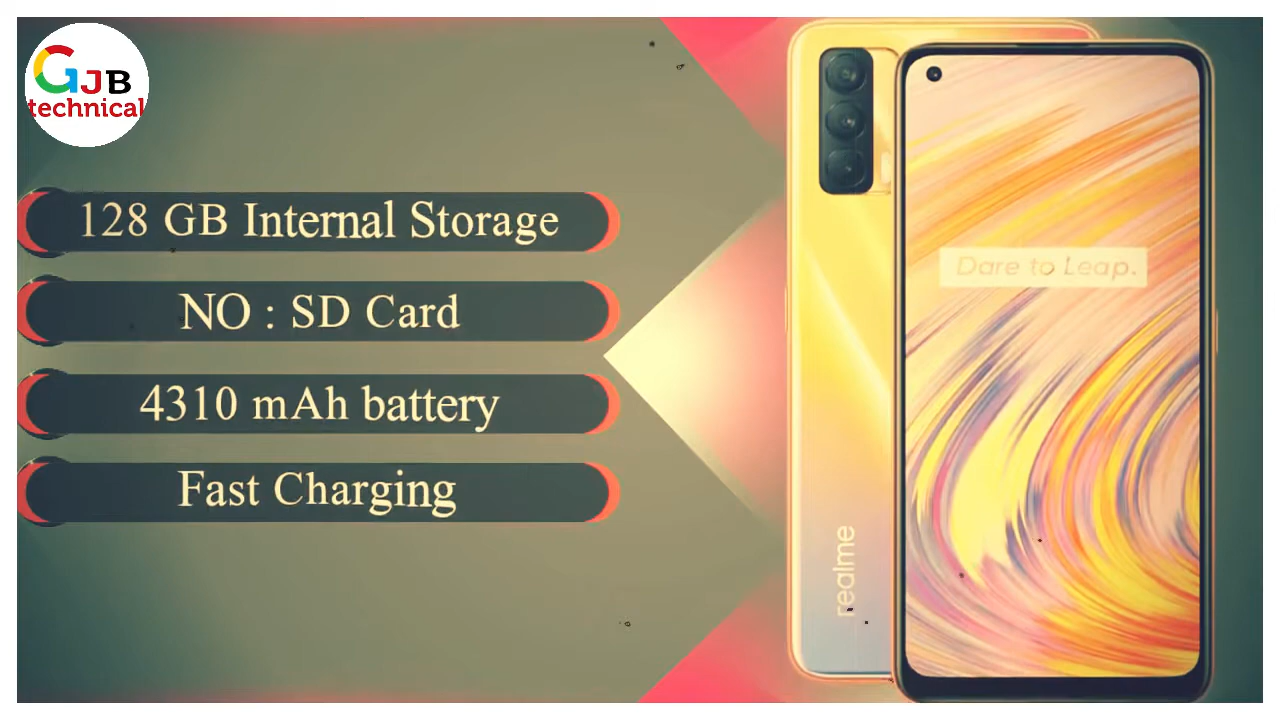 GJB
technical
128 GB Internal Storage
NO : SD Card
4310 mAh battery
Fast Charging
Dare to Leap.
realme